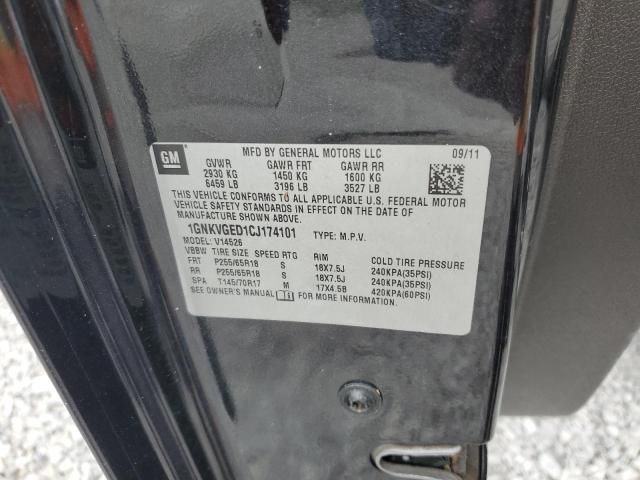 GM
MFD BY GENERAL MOTORS LLC 09/11
GVWR GAWR FRT GAWR RR
2930 KG 1450 KG 1600 KG
6459 LB 3196 LB 3527 LB
THIS VEHICLE CONFORMS TO ALL APPLICABLE U.S. FEDERAL MOTOR
VEHICLE SAFETY STANDARDS IN EFFECT ON THE DATE OF
MANUFACTURE SHOWN ABOVE.
1GNKVGED1CJ174101 TYPE: M.P.V.
MODEL: V14526
VBBW TIRE SIZE SPEED RTG RIM COLD TIRE PRESSURE
FRT P255/65R18 S 18X7.5J 240KPA(35PSI)
RR P255/65R18 S 18X7.5J 240KPA(35PSI)
SPA T145/70R17 M 17X4.5B 420KPA(60PSI)
SEE OWNER'S MANUAL FOR MORE INFORMATION.